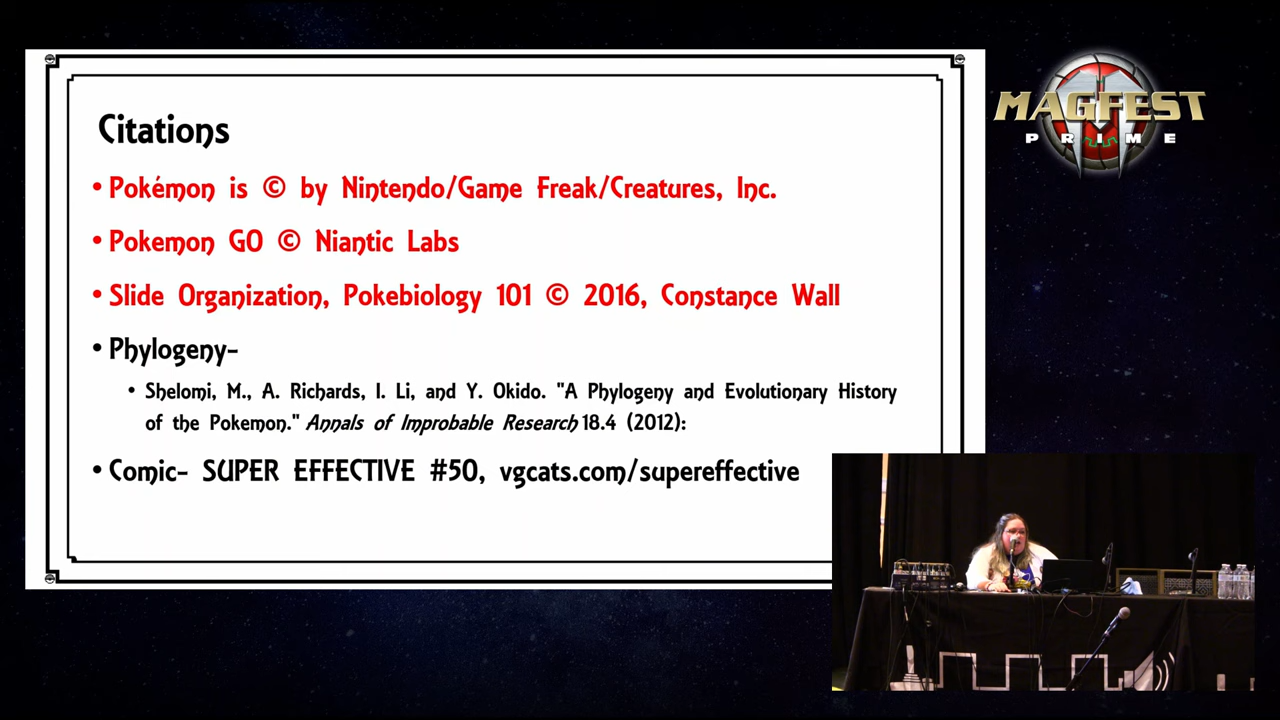 Citations
• Pokémon is © by Nintendo/Game Freak/Creatures, Inc.
• Pokemon GO © Niantic Labs
• Slide Organization, Pokebiology 101 © 2016, Constance Wall
• Phylogeny-
• Shelomi, M., A. Richards, I. Li, and Y. Okido. "A Phylogeny and Evolutionary History
of the Pokemon." Annals of Improbable Research 18.4 (2012):
• Comic- SUPER EFFECTIVE #50, vgcats.com/supereffective
MAGFEST
PRIME